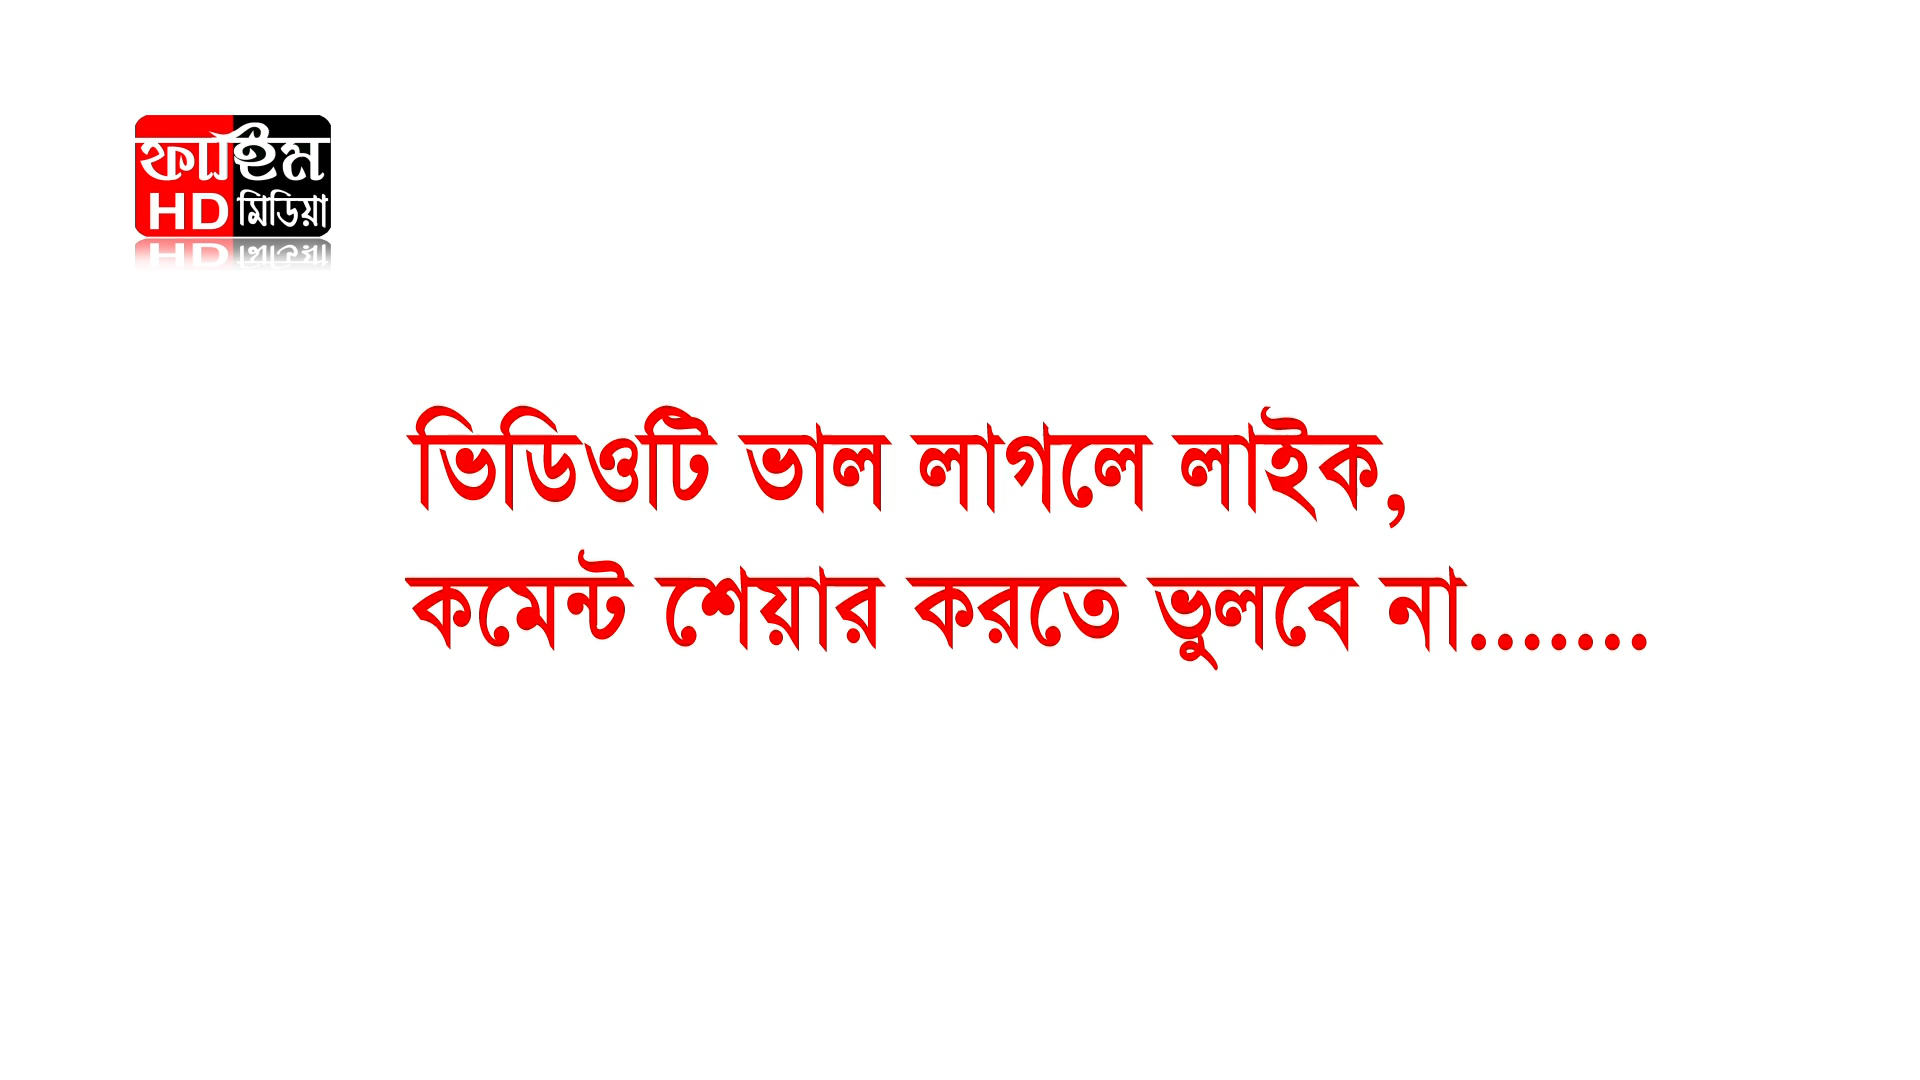 ফাহিম
HD মিডিয়া
ভিডিওটি ভাল লাগলে লাইক,
কমেন্ট শেয়ার করতে ভুলবে না.......